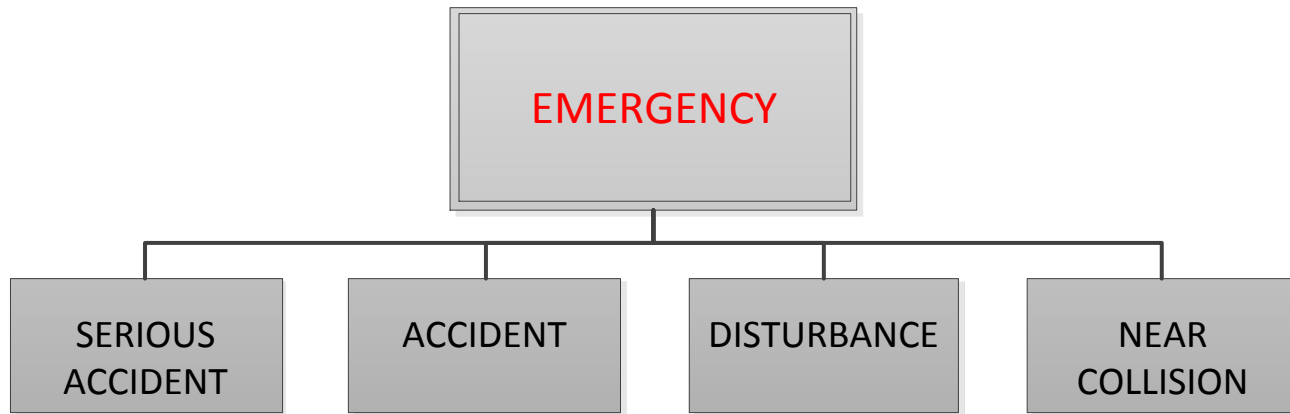 EMERGENCY
SERIOUS
ACCIDENT
ACCIDENT
DISTURBANCE
NEAR
COLLISION